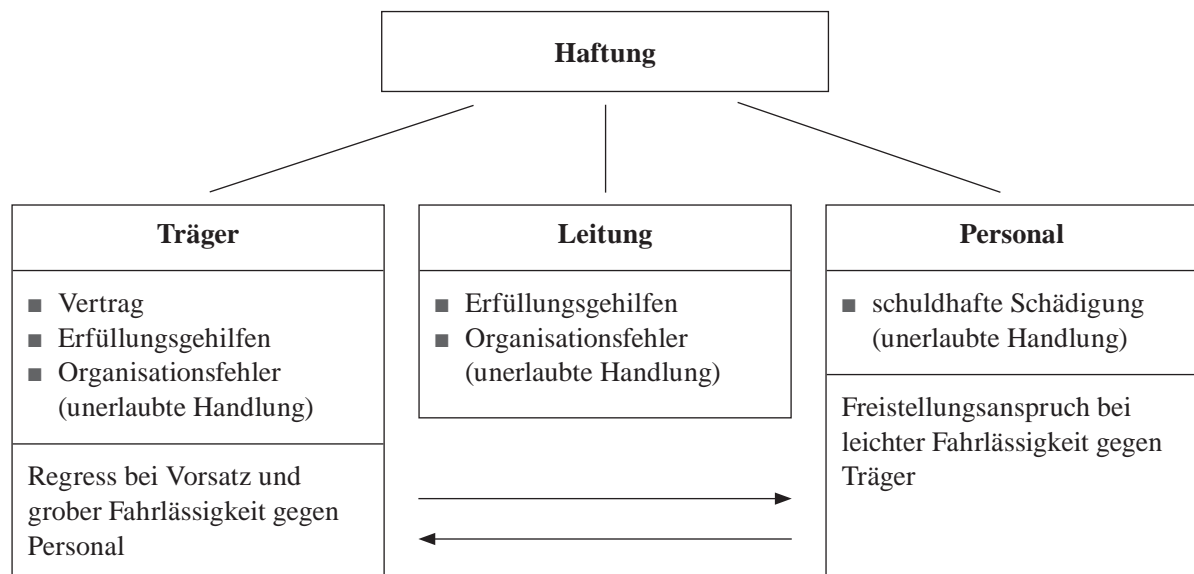 Haftung
Träger
■ Vertrag
■ Erfüllungsgehilfen
■ Organisationsfehler
(unerlaubte Handlung)
Regress bei Vorsatz und
grober Fahrlässigkeit gegen
Personal
Leitung
■ Erfüllungsgehilfen
■ Organisationsfehler
(unerlaubte Handlung)
Personal
■ schuldhafte Schädigung
(unerlaubte Handlung)
Freistellungsanspruch bei
leichter Fahrlässigkeit gegen
Träger